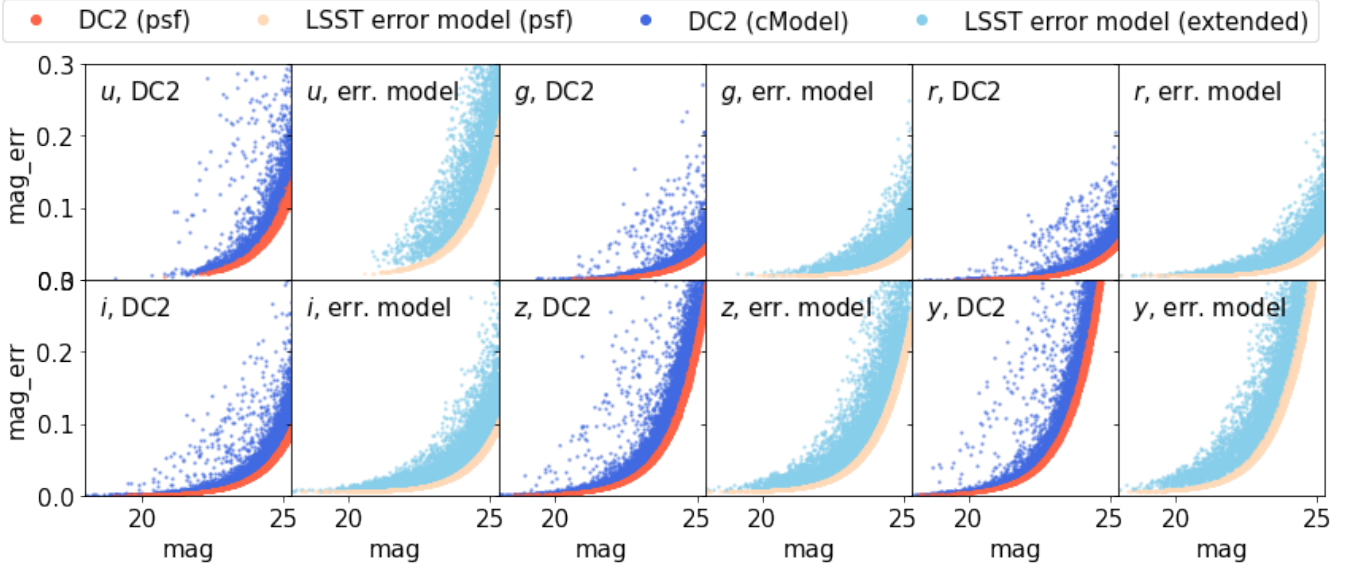 DC2 (psf) LSST error model (psf) DC2 (cModel) LSST error model (extended)
0.3
u, DC2 u, err. model g, DC2 g, err. model r, DC2 r, err. model
0.2
mag_err
0.1
i, DC2 i, err. model z, DC2 z, err. model y, DC2 y, err. model
0.2
mag_err
0.1
0.0
20 25 20 25 20 25 20 25 20 25 20 25
mag mag mag mag mag mag